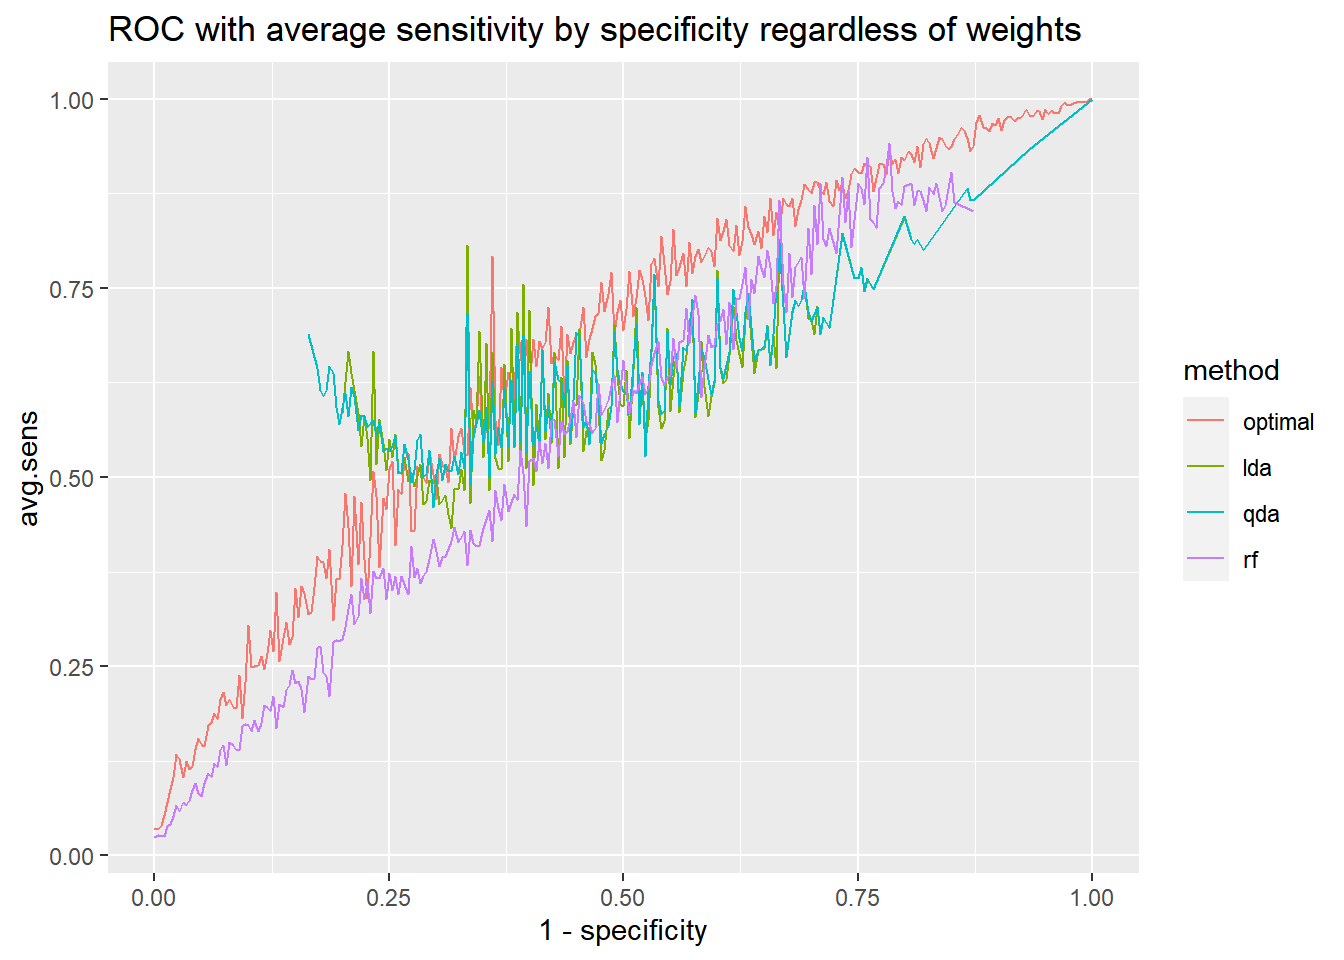 ROC with average sensitivity by specificity regardless of weights
1.00
0.75
0.50
0.25
0.00
avg.sens
0.00 0.25 0.50 0.75 1.00
1 - specificity
method
optimal
lda
qda
rf